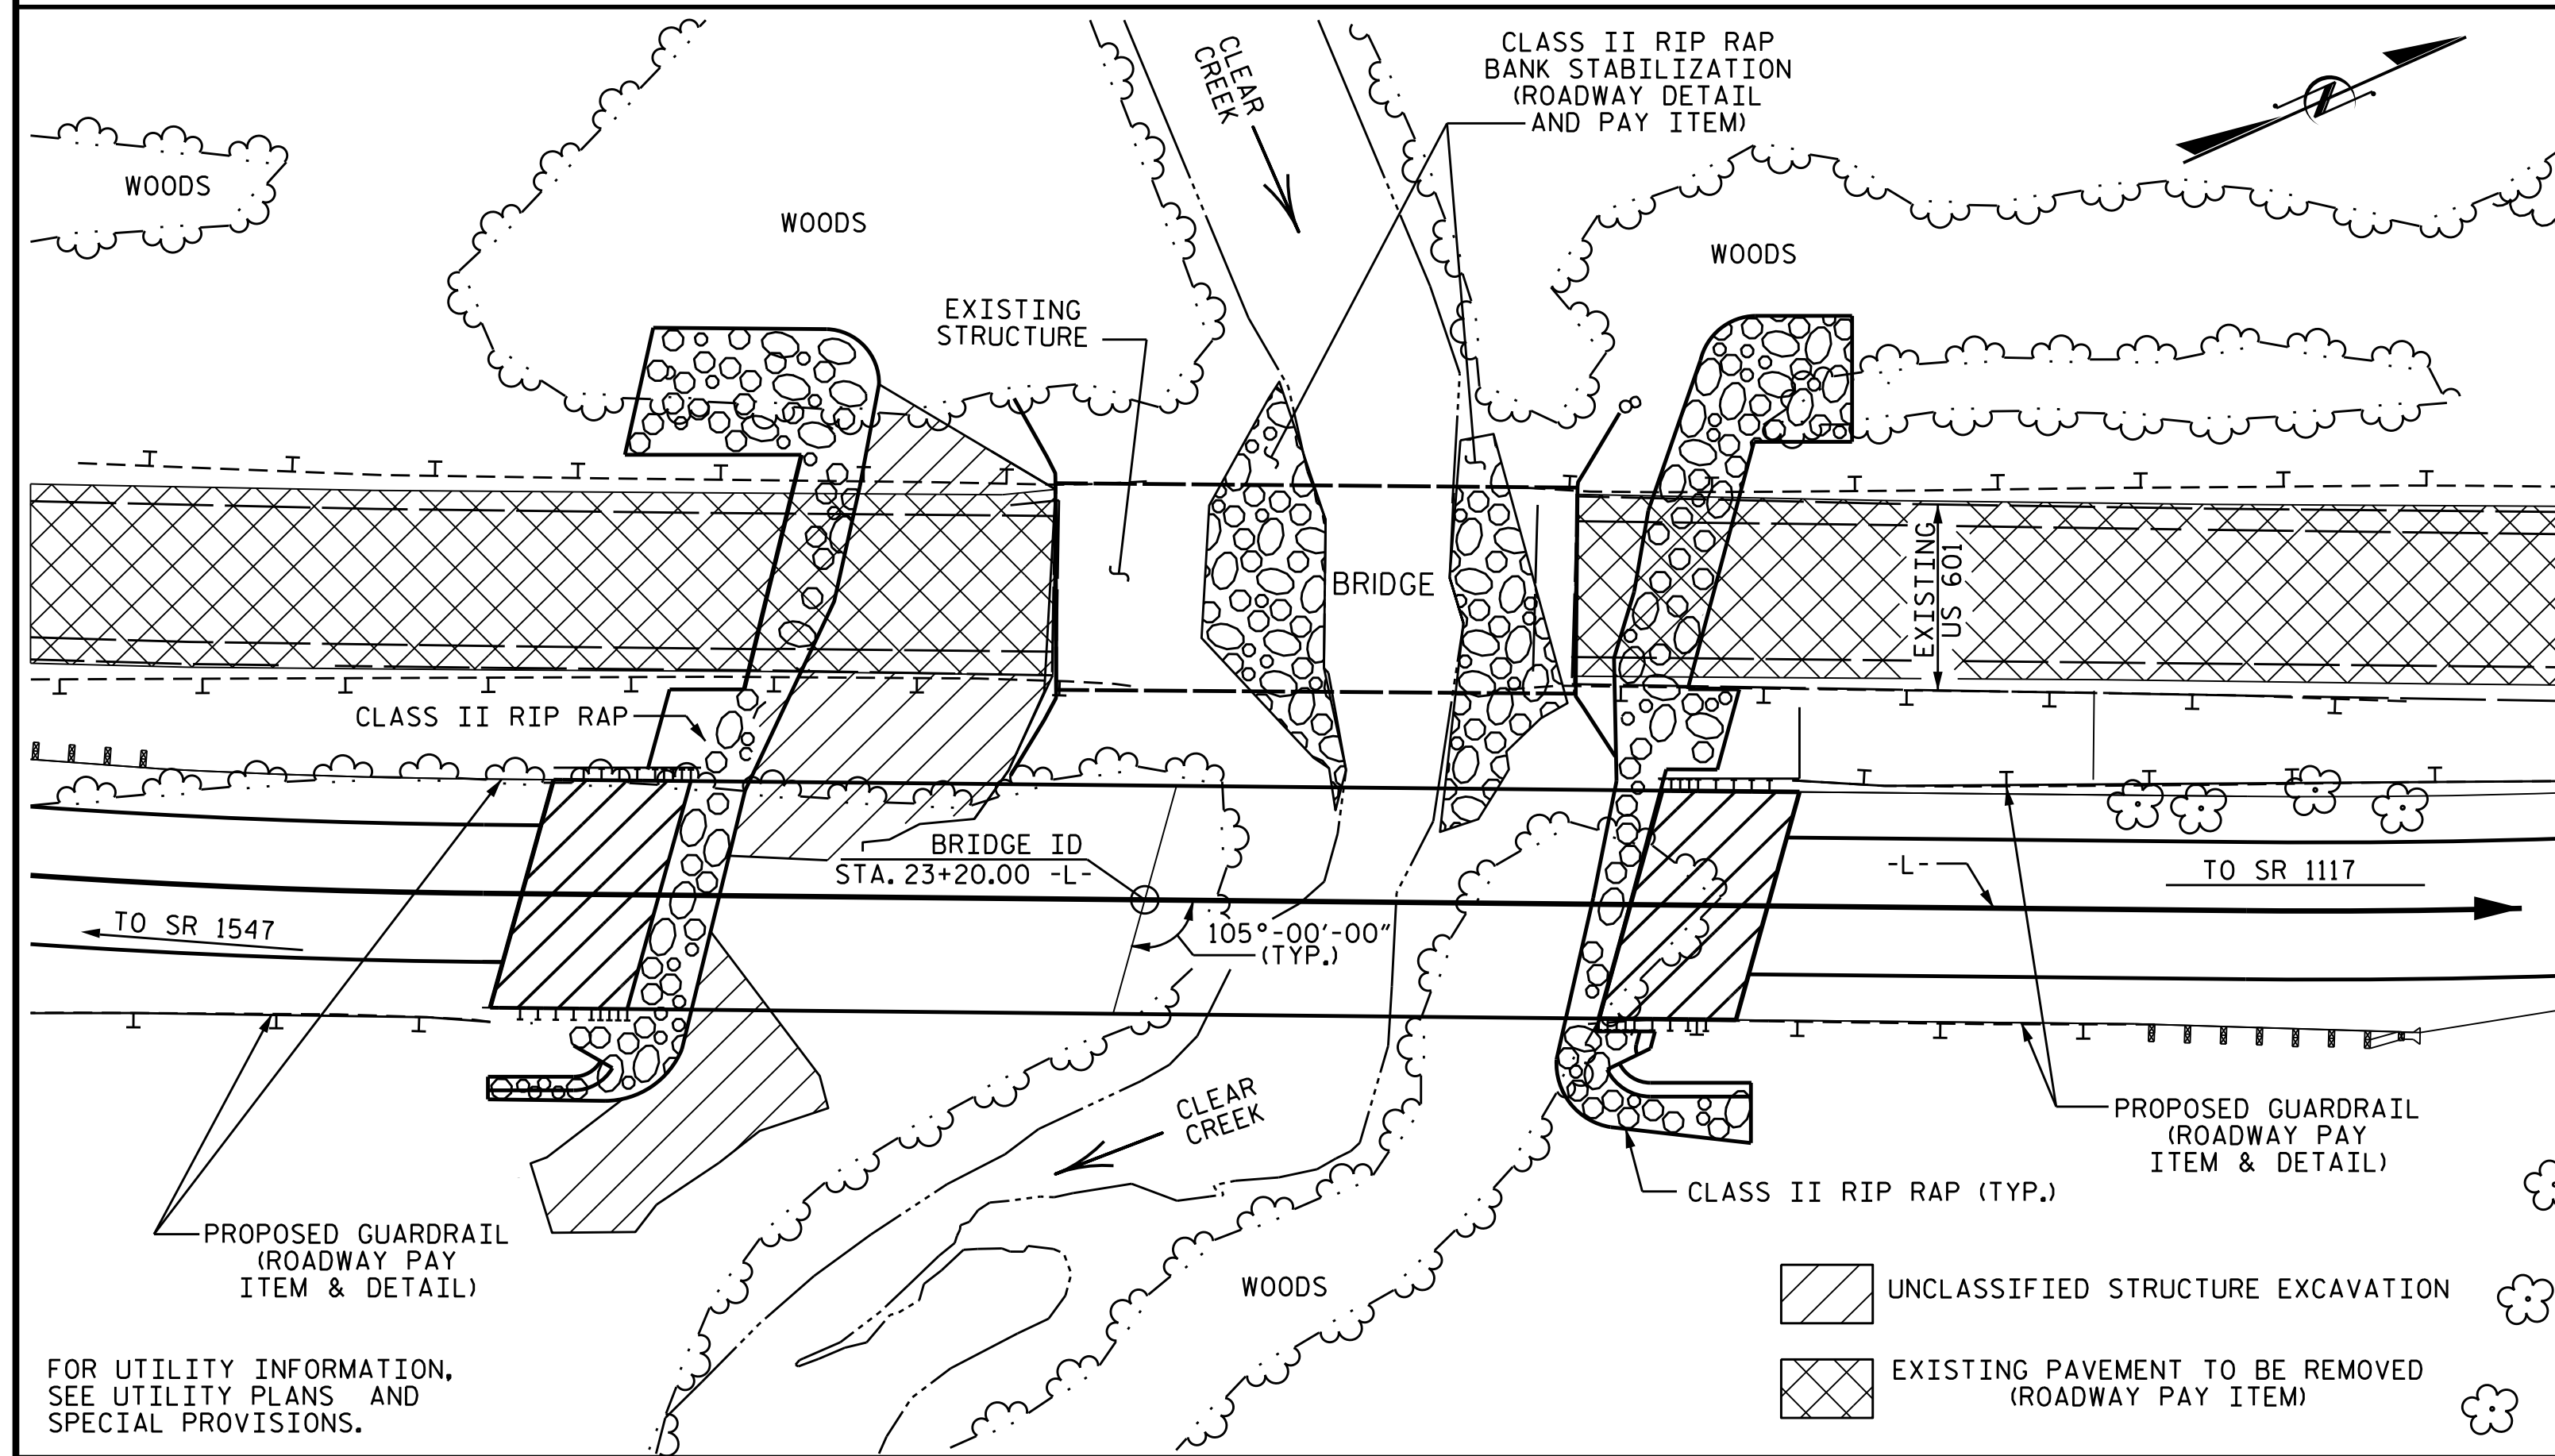 CLEAR
CREEK
CLASS II RIP RAP
BANK STABILIZATION
(ROADWAY DETAIL
AND PAY ITEM)
N
WOODS
WOODS
WOODS
EXISTING
STRUCTURE
BRIDGE
EXISTING
US 601
CLASS II RIP RAP
BRIDGE ID
STA. 23+20.00 -L-
-L-
TO SR 1117
TO SR 1547
105°-00'-00"
(TYP.)
CLEAR
CREEK
PROPOSED GUARDRAIL
(ROADWAY PAY
ITEM & DETAIL)
CLASS II RIP RAP (TYP.)
PROPOSED GUARDRAIL
(ROADWAY PAY
ITEM & DETAIL)
WOODS
UNCLASSIFIED STRUCTURE EXCAVATION
EXISTING PAVEMENT TO BE REMOVED
(ROADWAY PAY ITEM)
FOR UTILITY INFORMATION,
SEE UTILITY PLANS AND
SPECIAL PROVISIONS.